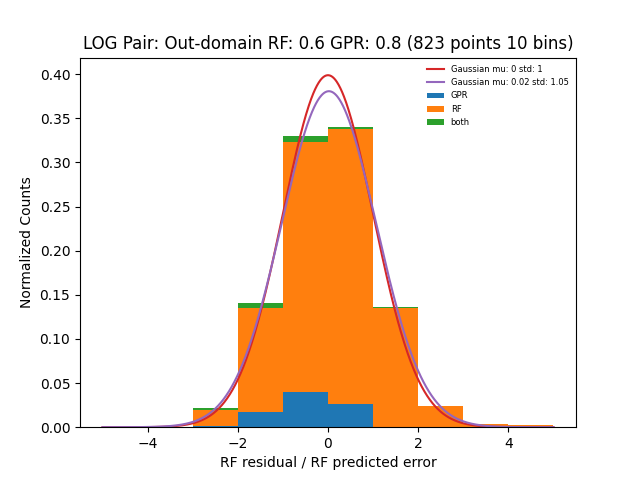 LOG Pair: Out-domain RF: 0.6 GPR: 0.8 (823 points 10 bins)
Gaussian mu: 0 std: 1
Gaussian mu: 0.02 std: 1.05
GPR
RF
both
Normalized Counts
0.40
0.35
0.30
0.25
0.20
0.15
0.10
0.05
0.00
−4
−2
0
2
4
RF residual / RF predicted error